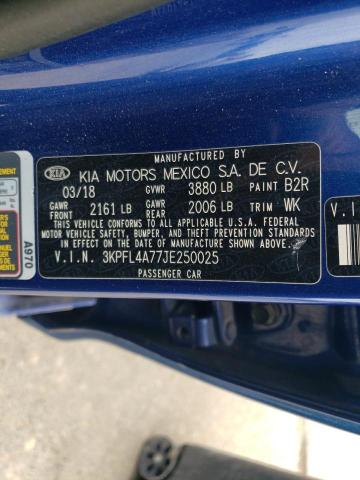 MANUFACTURED BY
KIA KIA MOTORS MEXICO S.A. DE C.V.
03/18 GVWR 3880 LB PAINT B2R
GAWR FRONT 2161 LB GAWR REAR 2006 LB TRIM WK
THIS VEHICLE CONFORMS TO ALL APPLICABLE U.S.A. FEDERAL
MOTOR VEHICLE SAFETY, BUMPER, AND THEFT PREVENTION STANDARDS
IN EFFECT ON THE DATE OF MANUFACTURE SHOWN ABOVE.
V.I.N. 3KPFL4A77JE250025
PASSENGER CAR
A970
V.I